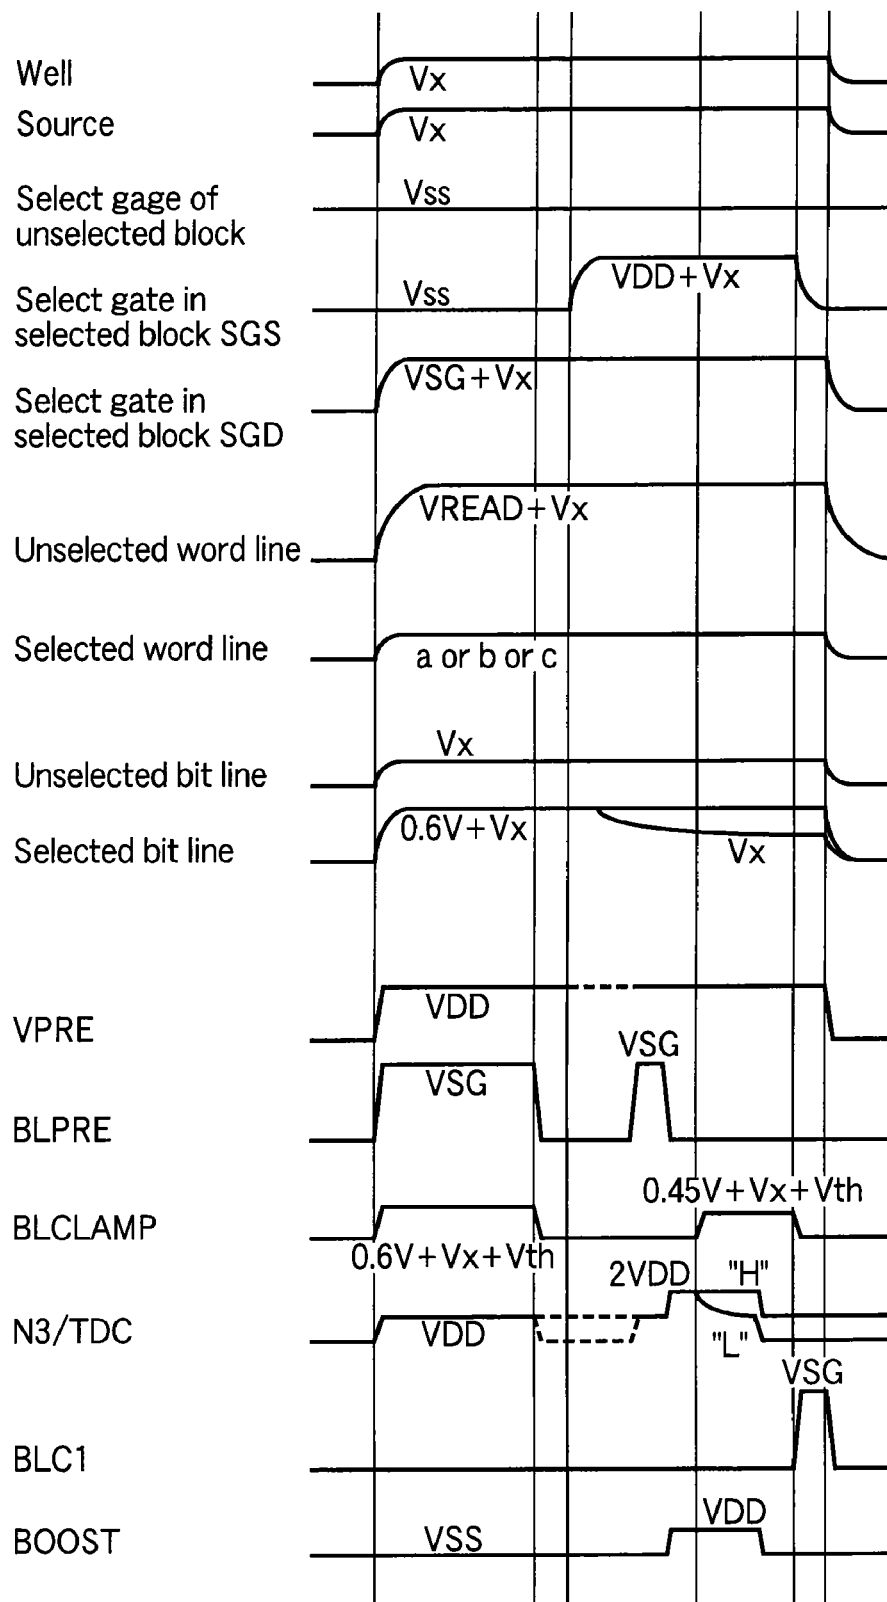 Well
Vx
Source
Vx
Select gage of
unselected block
Vss
Select gate in
selected block SGS
Vss
VDD+Vx
Select gate in
selected block SGD
VSG+Vx
Unselected word line
VREAD+Vx
Selected word line
a or b or c
Unselected bit line
Vx
Selected bit line
0.6V+Vx
Vx
VPRE
VDD
BLPRE
VSG
VSG
BLCLAMP
0.6V+Vx+Vth
0.45V+Vx+Vth
N3/TDC
VDD
2VDD
"H"
"L"
BLC1
VSG
BOOST
VSS
VDD